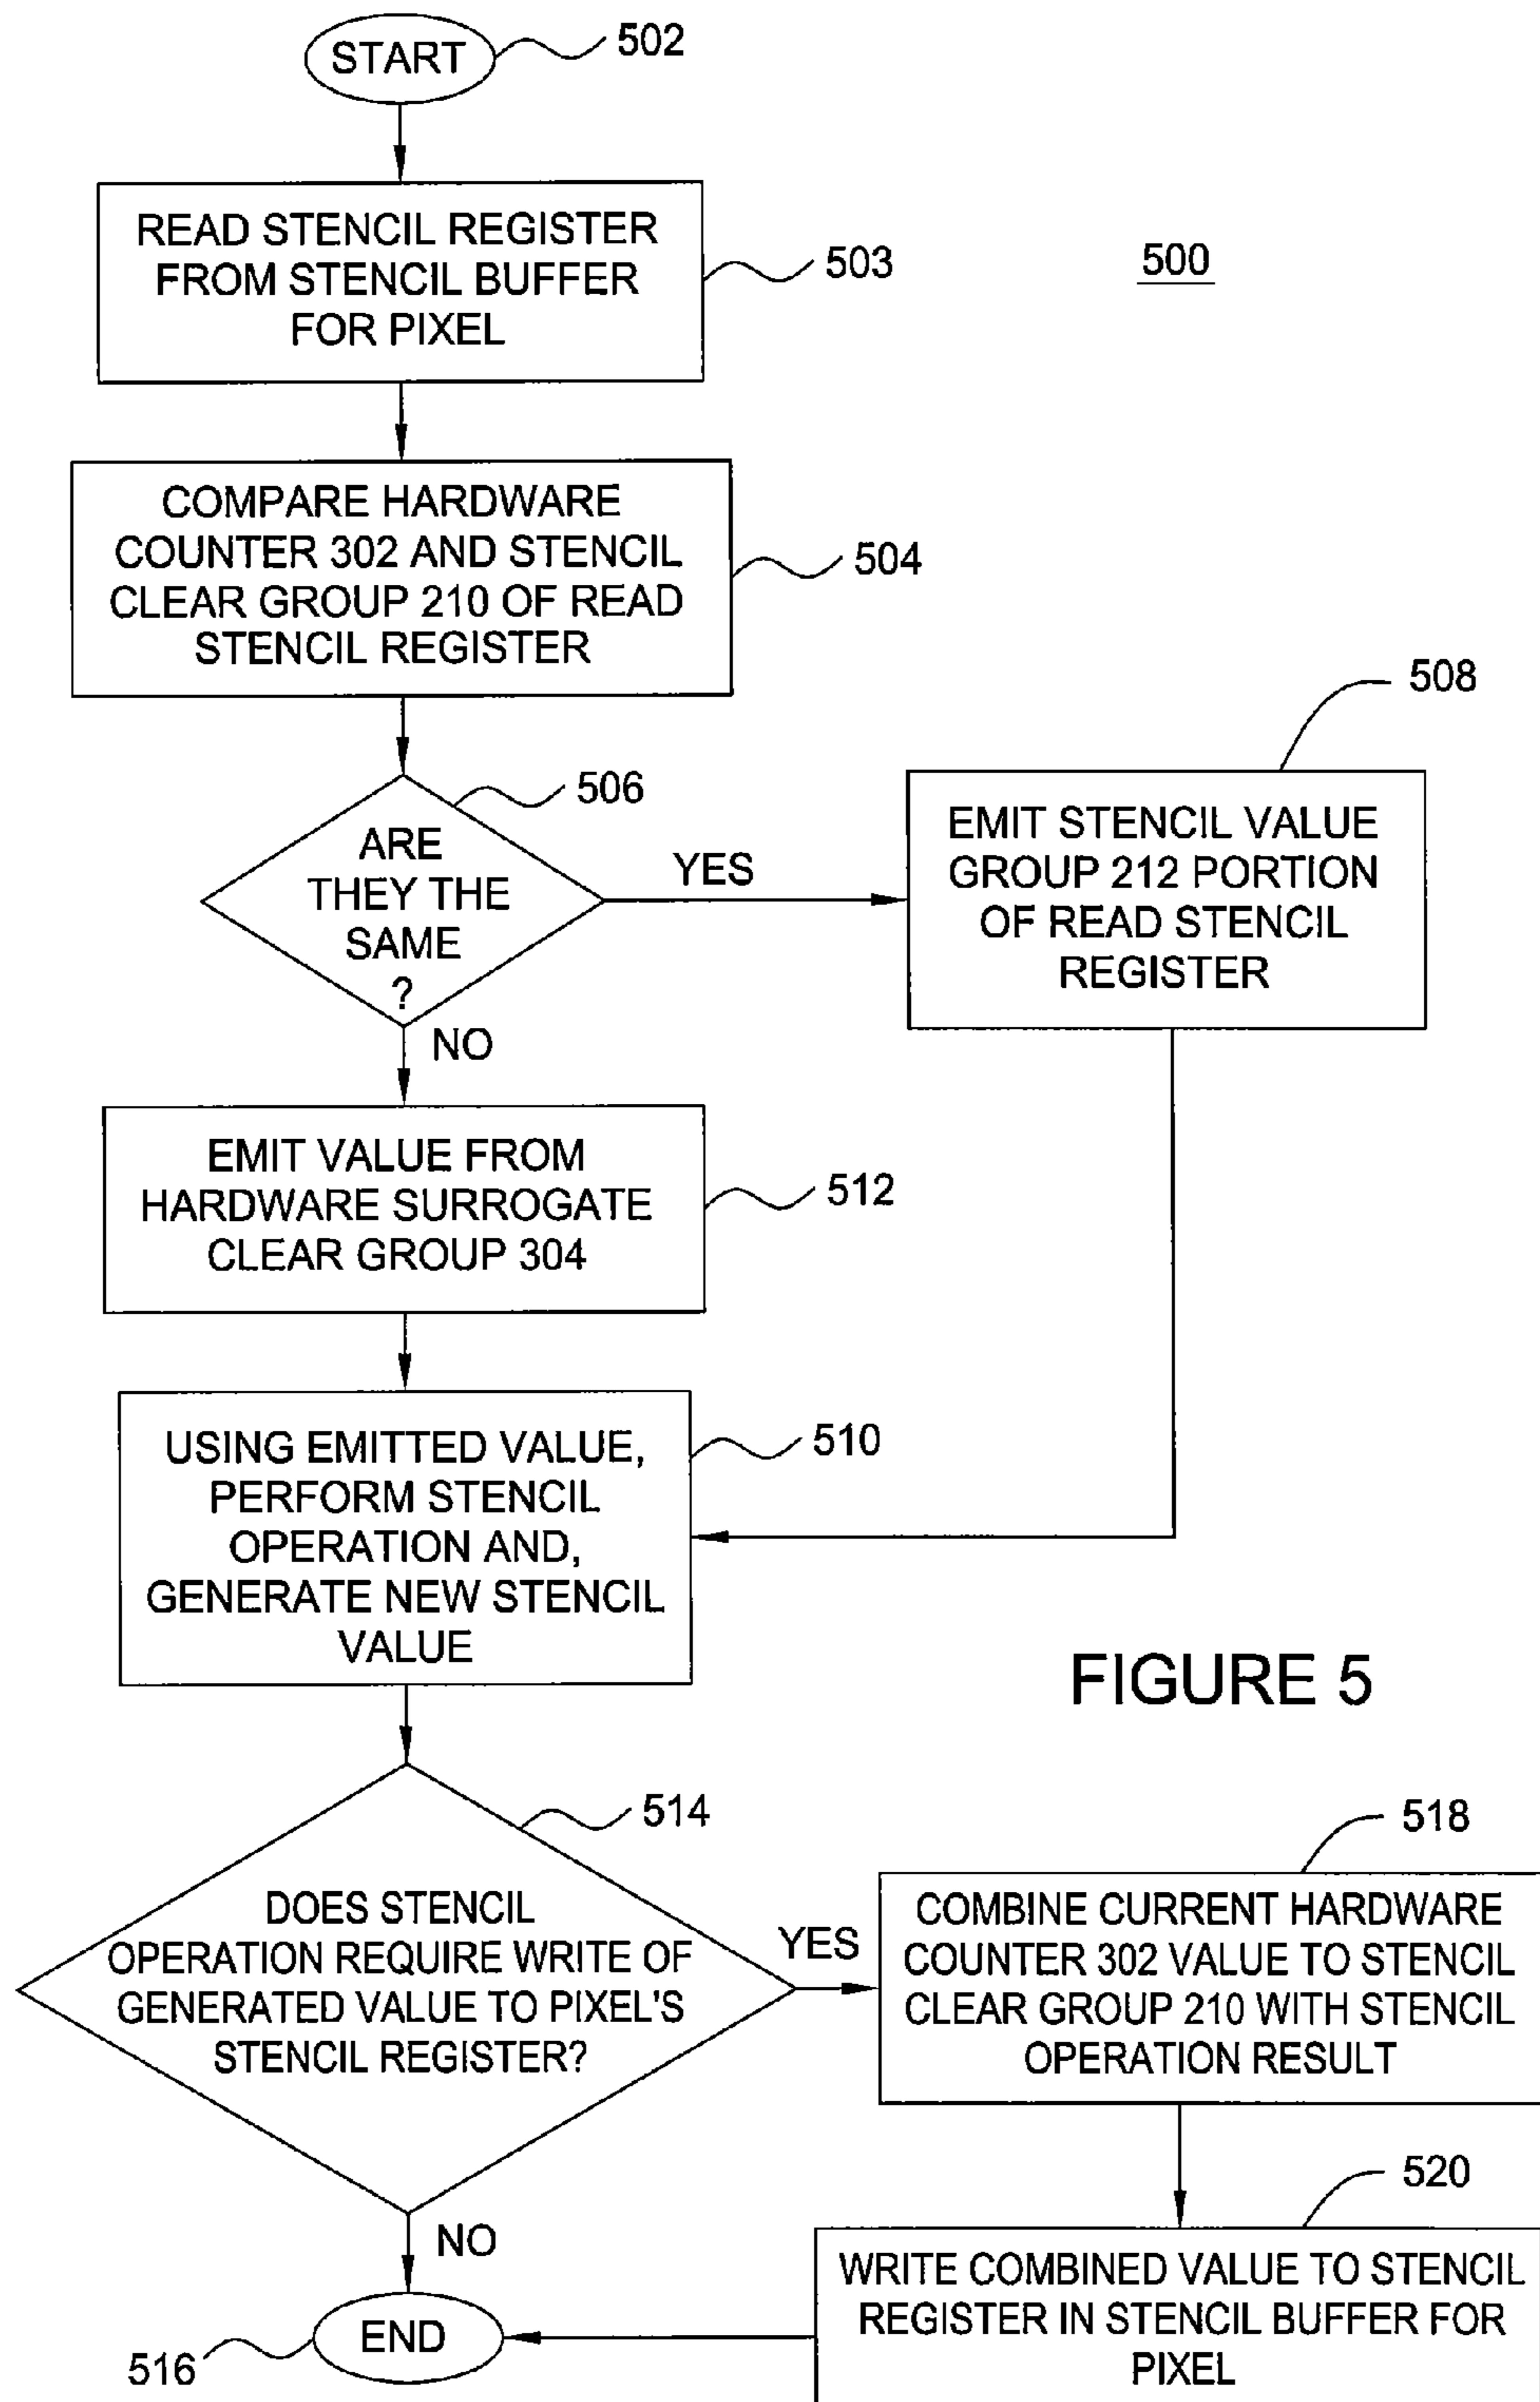 START
502
READ STENCIL REGISTER
FROM STENCIL BUFFER
FOR PIXEL
503
500
COMPARE HARDWARE
COUNTER 302 AND STENCIL
CLEAR GROUP 210 OF READ
STENCIL REGISTER
504
508
506
ARE
THEY THE
SAME
?
YES
EMIT STENCIL VALUE
GROUP 212 PORTION
OF READ STENCIL
REGISTER
NO
EMIT VALUE FROM
HARDWARE SURROGATE
CLEAR GROUP 304
512
USING EMITTED VALUE,
PERFORM STENCIL
OPERATION AND,
GENERATE NEW STENCIL
VALUE
510
FIGURE 5
514
518
DOES STENCIL
OPERATION REQUIRE WRITE OF
GENERATED VALUE TO PIXEL'S
STENCIL REGISTER?
YES
COMBINE CURRENT HARDWARE
COUNTER 302 VALUE TO STENCIL
CLEAR GROUP 210 WITH STENCIL
OPERATION RESULT
520
NO
WRITE COMBINED VALUE TO STENCIL
REGISTER IN STENCIL BUFFER FOR
PIXEL
END
516